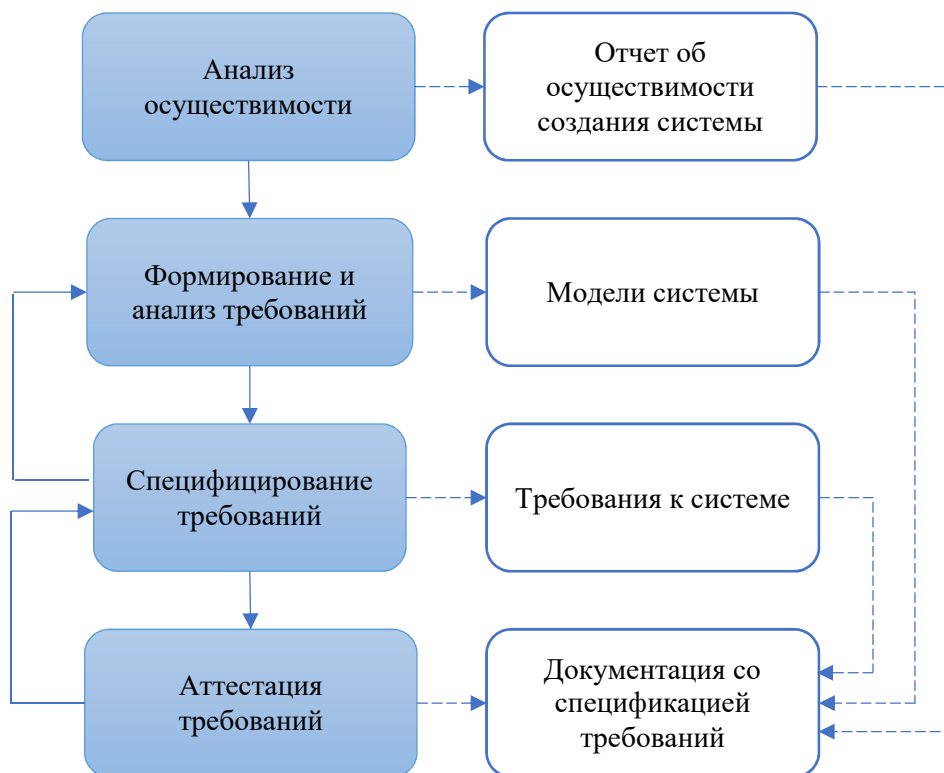 Анализ
осуществимости
Отчет об
осуществимости
создания системы
Формирование и
анализ требований
Модели системы
Специфицирование
требований
Требования к системе
Аттестация
требований
Документация со
спецификацией
требований